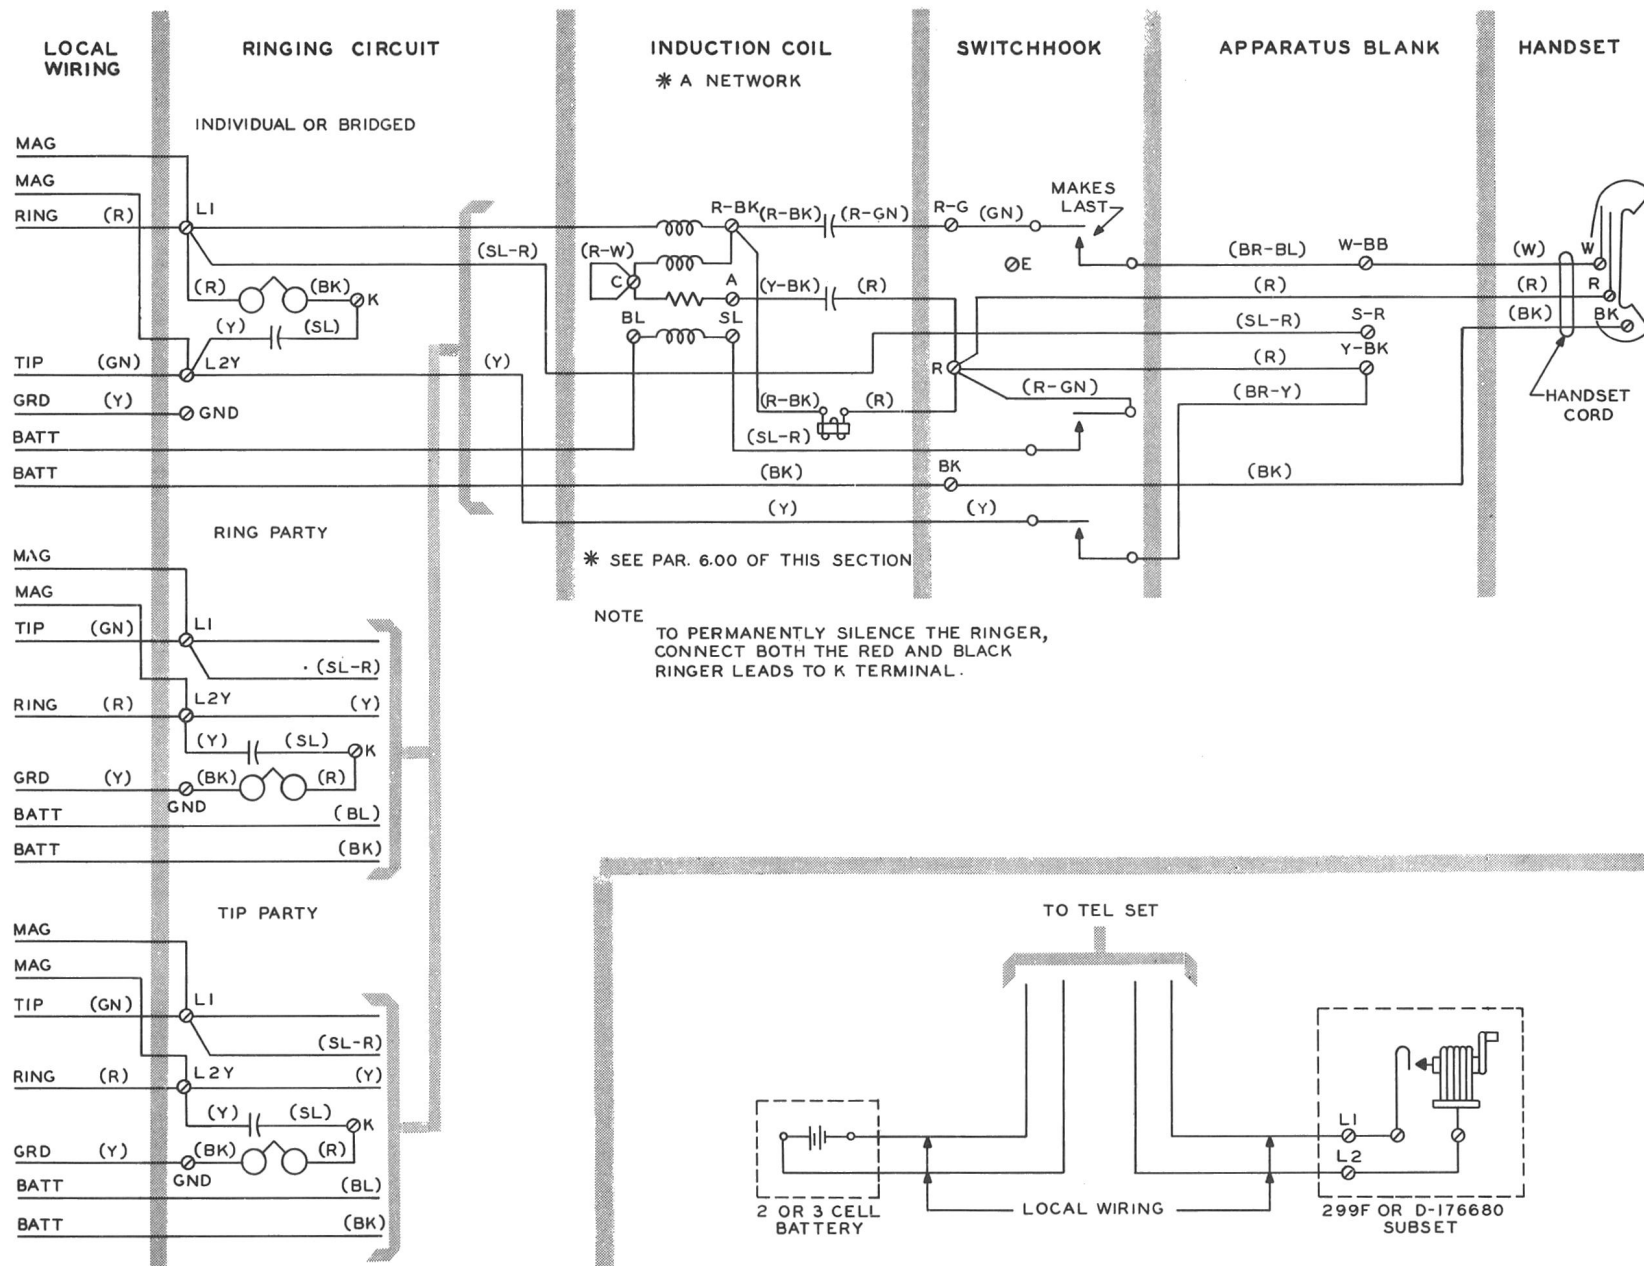 LOCAL
WIRING
RINGING CIRCUIT
INDUCTION COIL
* A NETWORK
SWITCHHOOK
APPARATUS BLANK
HANDSET
INDIVIDUAL OR BRIDGED
MAG
MAG
RING (R)
L1
(SL-R)
(R) (BK) K
(Y) (SL)
TIP (GN)
L2Y
(Y)
GRD (Y)
GND
BATT
BATT
R-BK (R-BK) (R-GN)
(R-W)
C
A (Y-BK) (R)
BL SL
(R-BK) (R)
(SL-R)
(BK)
(Y)
R-G (GN)
MAKES
LAST
E
R
(R-GN)
BK
(Y)
(BR-BL) W-BB (W) W
(R) (R) R
(SL-R) S-R (BK) BK
(R) Y-BK
(BR-Y)
(BK)
HANDSET
CORD
* SEE PAR. 6.00 OF THIS SECTION
NOTE
TO PERMANENTLY SILENCE THE RINGER,
CONNECT BOTH THE RED AND BLACK
RINGER LEADS TO K TERMINAL.
RING PARTY
MAG
MAG
TIP (GN)
L1
(SL-R)
RING (R)
L2Y (Y)
(Y) (SL) K
GRD (Y) (BK) (R)
GND
BATT (BL)
BATT (BK)
TIP PARTY
MAG
MAG
TIP (GN)
L1
(SL-R)
RING (R)
L2Y (Y)
(Y) (SL) K
GRD (Y) (BK) (R)
GND
BATT (BL)
BATT (BK)
TO TEL SET
L1
L2
LOCAL WIRING
2 OR 3 CELL
BATTERY
299F OR D-176680
SUBSET